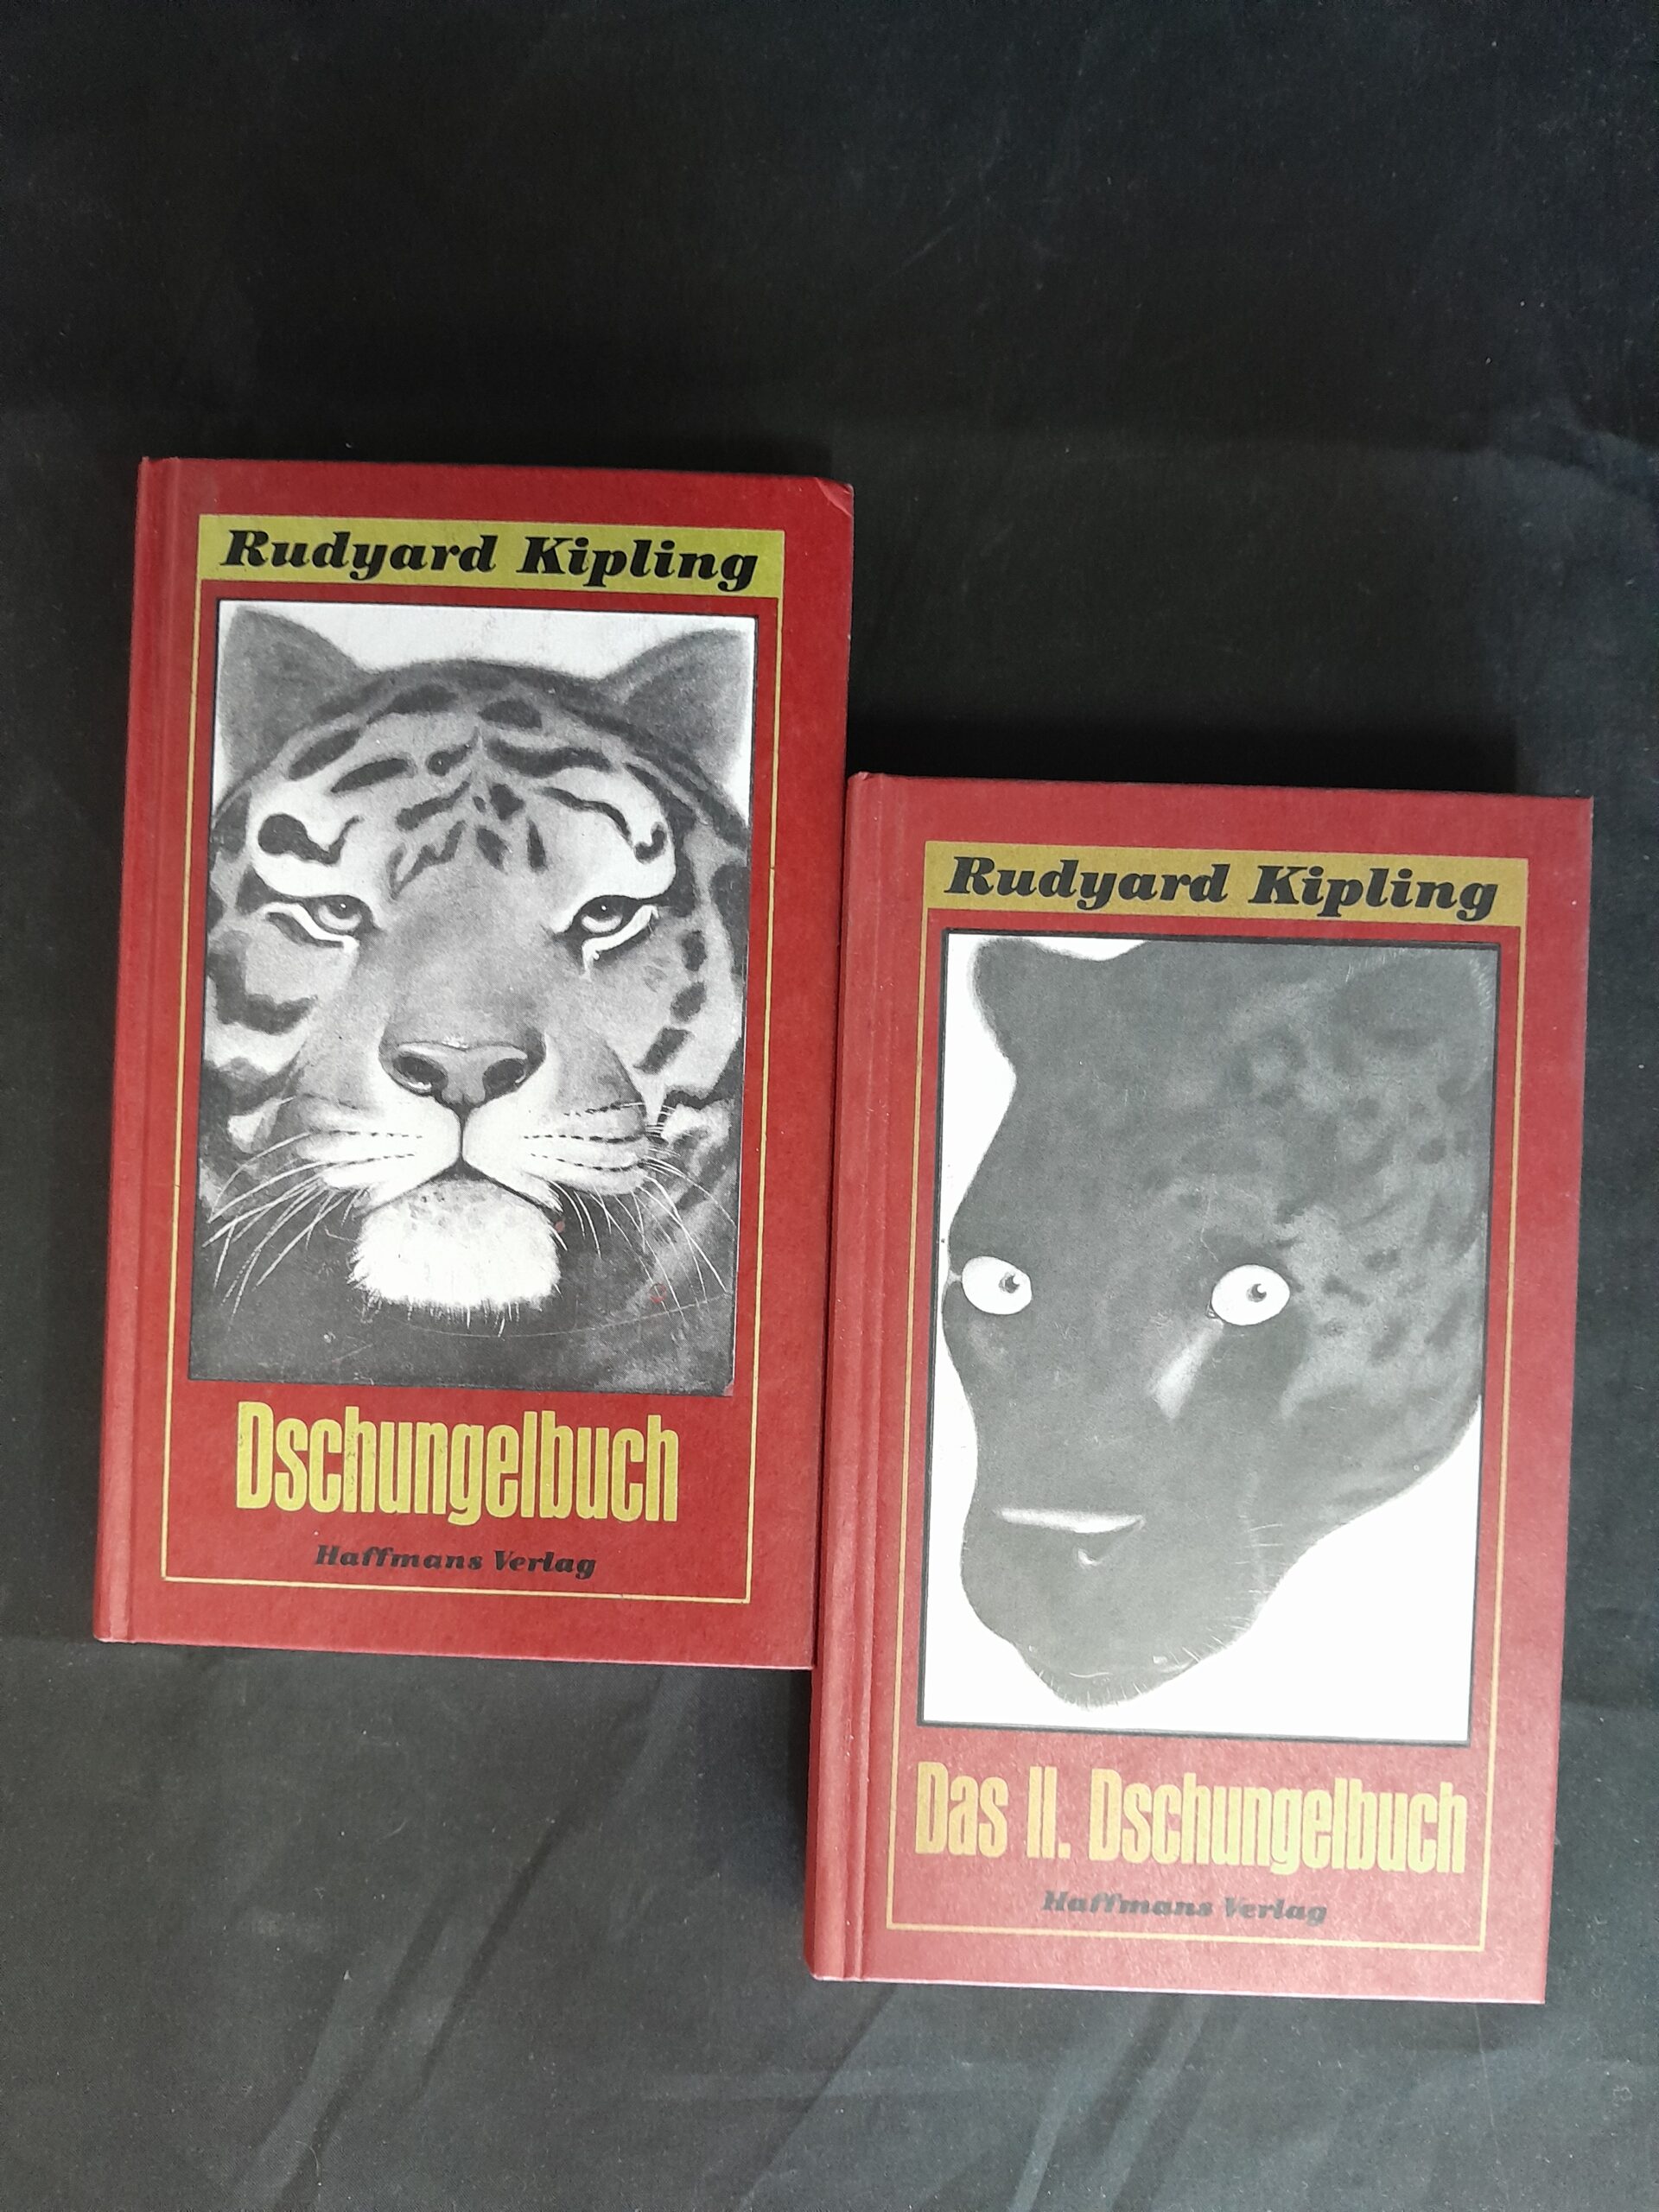 Rudyard Kipling
Dschungelbuch
Haffmans Verlag
Rudyard Kipling
Das II. Dschungelbuch
Haffmans Verlag